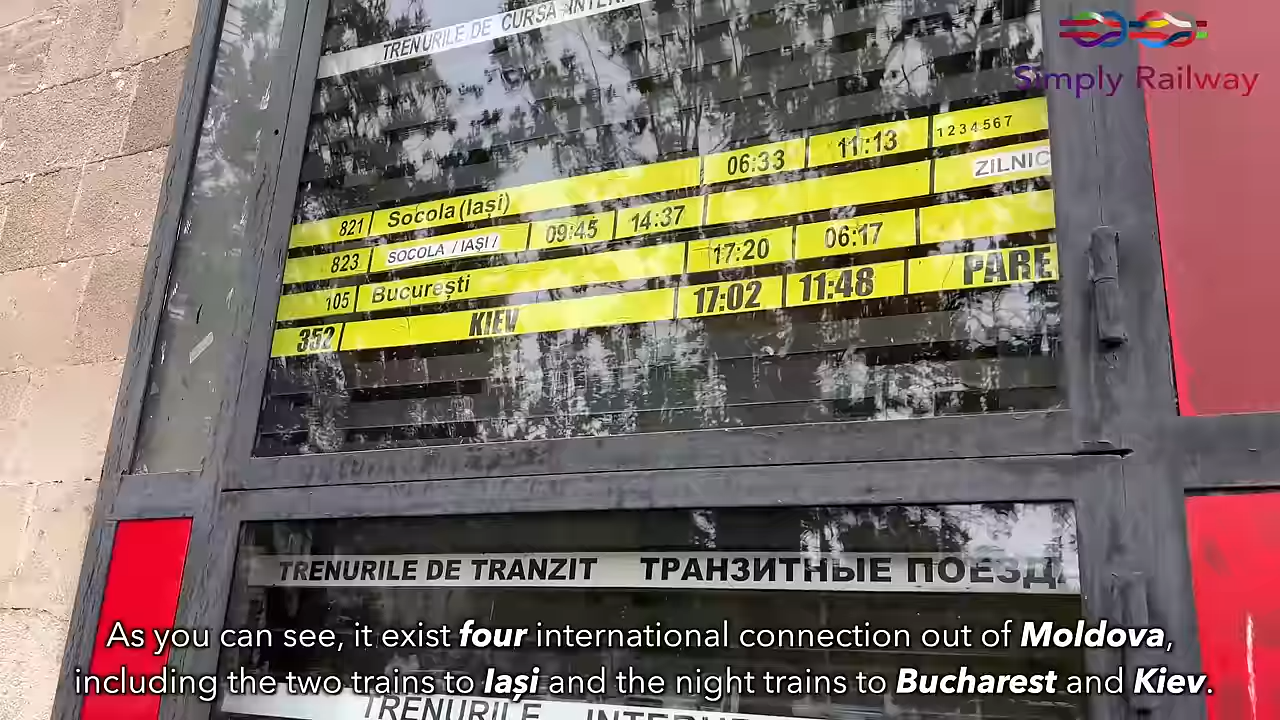 TRENURILE DE CURSĂ
Simply Railway
821 Socola (Iași) 06:33 11:13 1234567
823 SOCOLA / IAȘI / 09:45 14:37 ZILNIC
105 București 17:20 06:17
352 KIEV 17:02 11:48 PARE
TRENURILE DE TRANZIT ТРАНЗИТНЫЕ
As you can see, it exist four international connection out of Moldova,
including the two trains to Iași and the night trains to Bucharest and Kiev.
TRENURILE